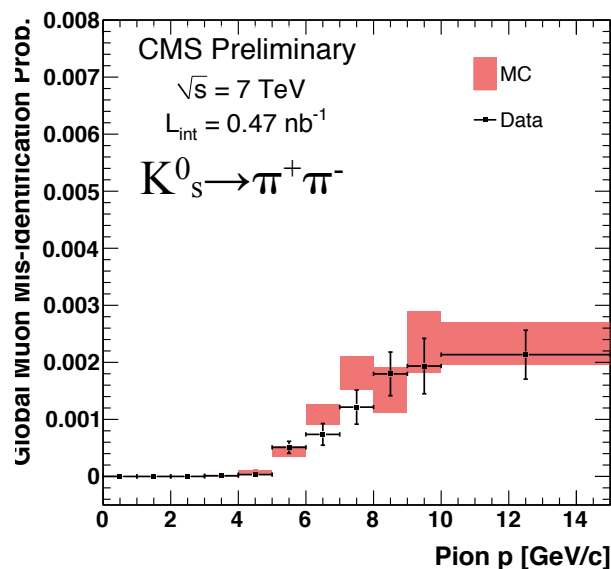 0.008
0.007
0.006
0.005
0.004
0.003
0.002
0.001
0
Global Muon Mis-identification Prob.
CMS Preliminary
√s = 7 TeV
L_int = 0.47 nb⁻¹
K⁰s→π⁺π⁻
MC
Data
0 2 4 6 8 10 12 14
Pion p [GeV/c]